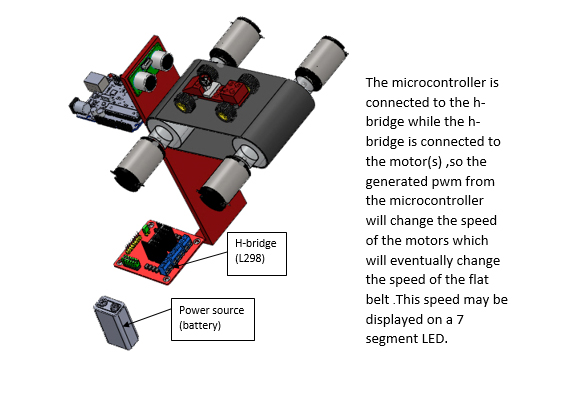 The microcontroller is
connected to the h-
bridge while the h-
bridge is connected to
the motor(s) ,so the
generated pwm from
the microcontroller
will change the speed
of the motors which
will eventually change
the speed of the flat
belt .This speed may be
displayed on a 7
segment LED.
H-bridge
(L298)
Power source
(battery)